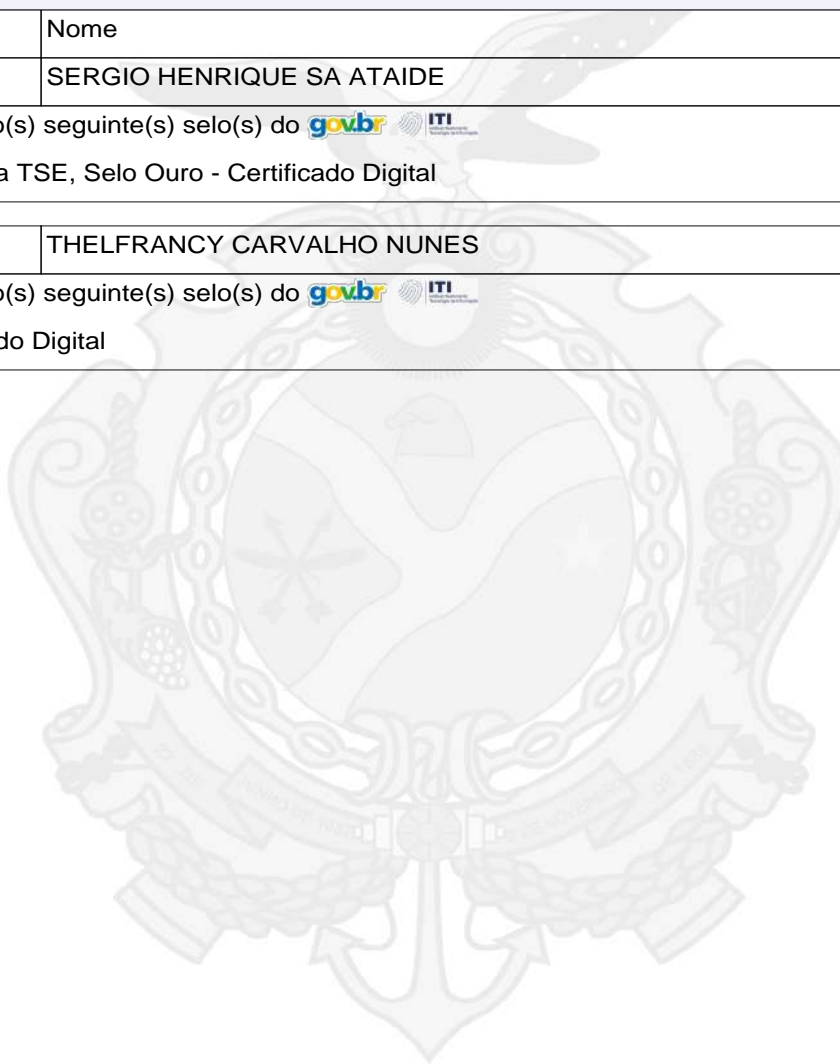 Nome
SERGIO HENRIQUE SA ATAIDE
o(s) seguinte(s) selo(s) do gov.br ITI
a TSE, Selo Ouro - Certificado Digital
THELFRANCY CARVALHO NUNES
o(s) seguinte(s) selo(s) do gov.br ITI
do Digital